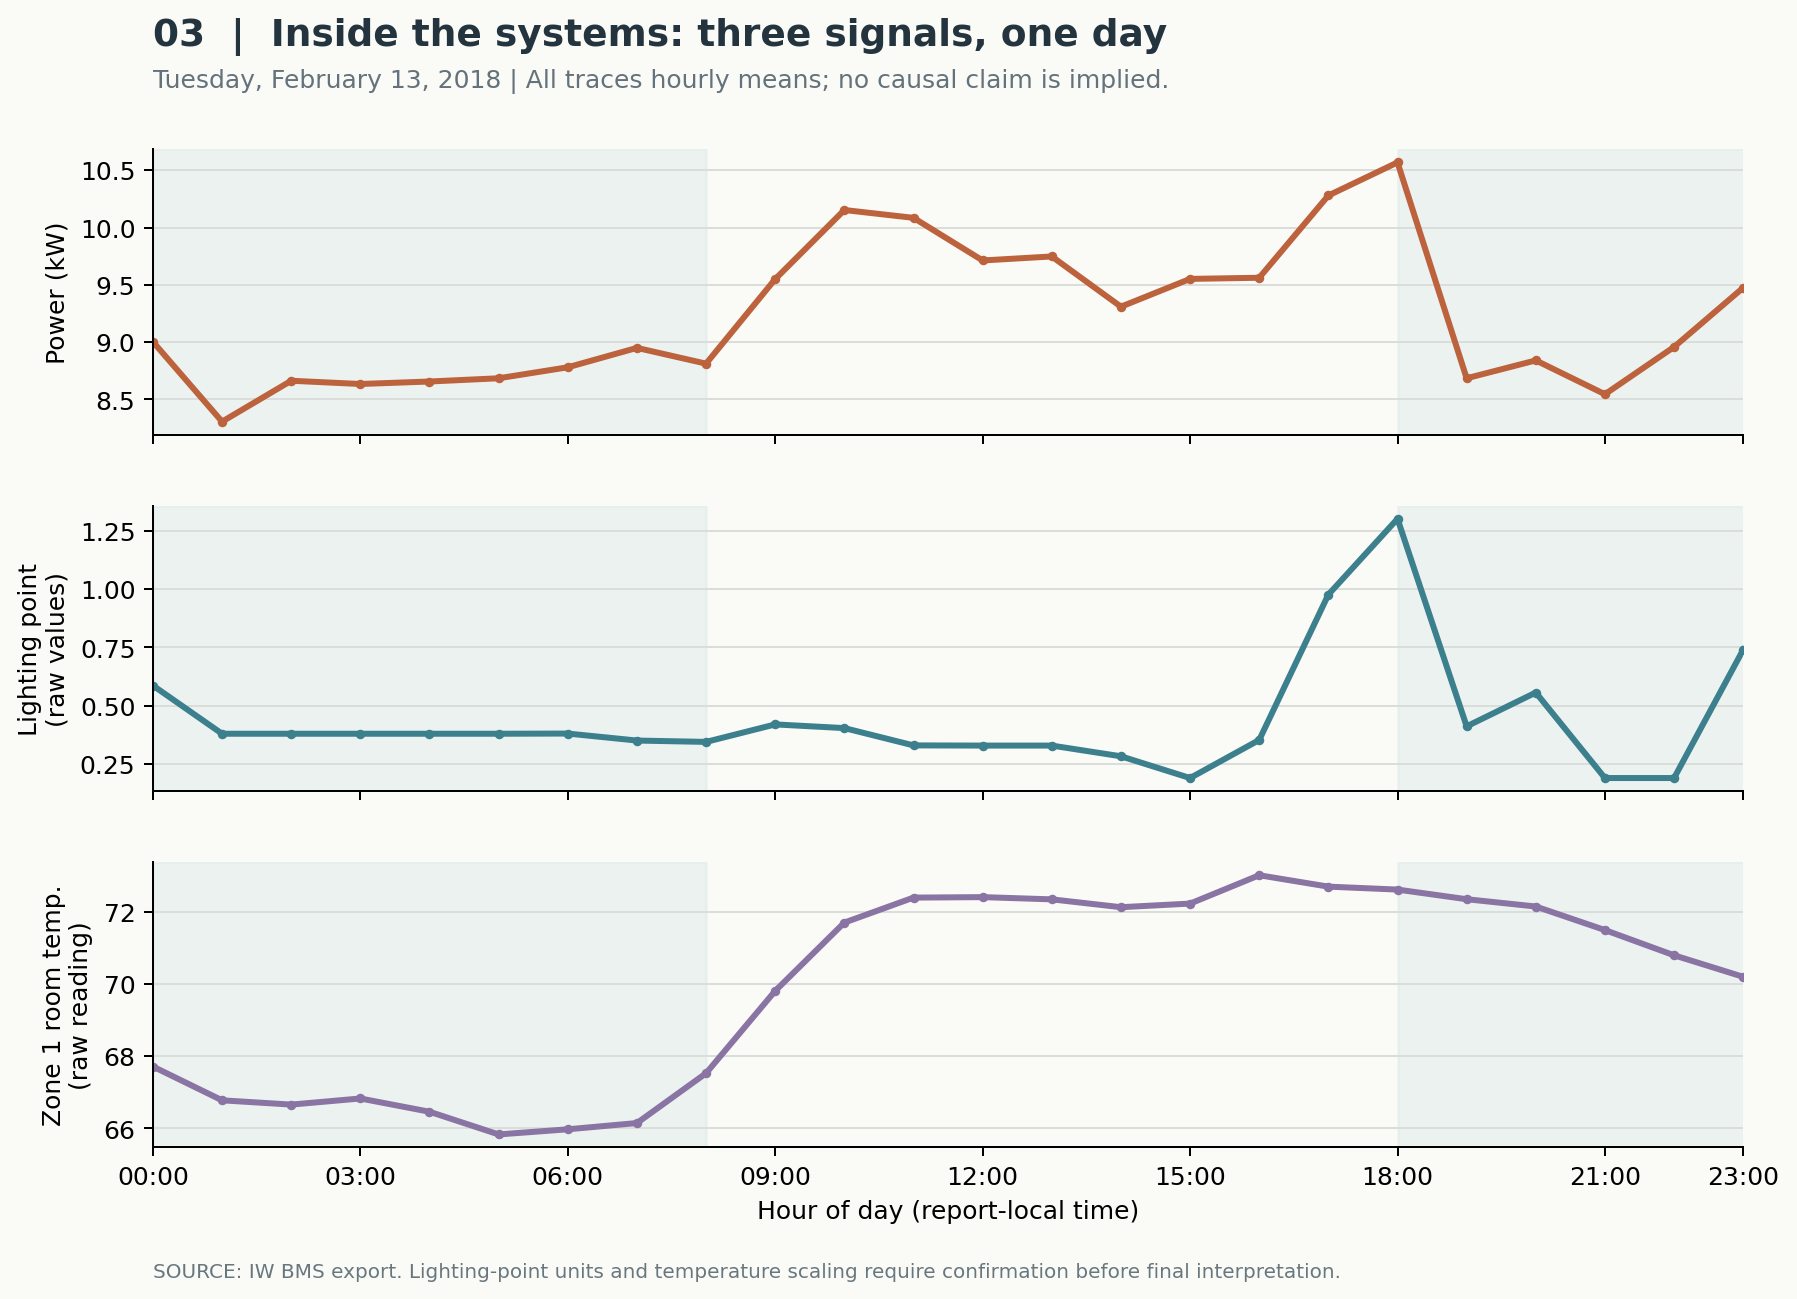 03 | Inside the systems: three signals, one day
Tuesday, February 13, 2018 | All traces hourly means; no causal claim is implied.
Power (kW)
10.5
10.0
9.5
9.0
8.5
Lighting point
(raw values)
1.25
1.00
0.75
0.50
0.25
Zone 1 room temp.
(raw reading)
72
70
68
66
00:00 03:00 06:00 09:00 12:00 15:00 18:00 21:00 23:00
Hour of day (report-local time)
SOURCE: IW BMS export. Lighting-point units and temperature scaling require confirmation before final interpretation.